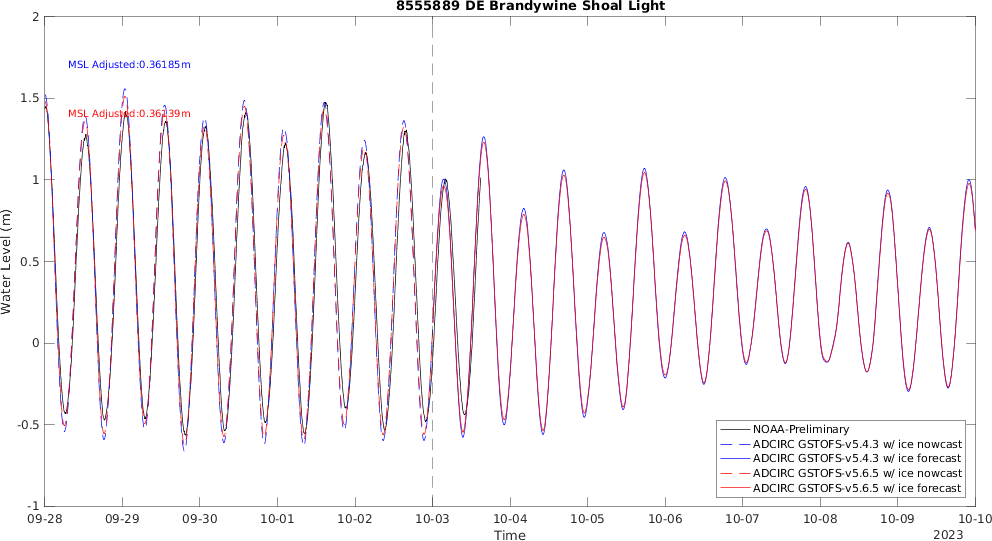 8555889 DE Brandywine Shoal Light
MSL Adjusted:0.36185m
MSL Adjusted:0.36139m
Water Level (m)
2
1.5
1
0.5
0
-0.5
-1
NOAA-Preliminary
ADCIRC GSTOFS-v5.4.3 w/ ice nowcast
ADCIRC GSTOFS-v5.4.3 w/ ice forecast
ADCIRC GSTOFS-v5.6.5 w/ ice nowcast
ADCIRC GSTOFS-v5.6.5 w/ ice forecast
09-28 09-29 09-30 10-01 10-02 10-03 10-04 10-05 10-06 10-07 10-08 10-09 10-10
Time
2023